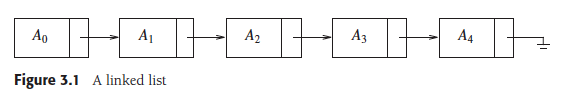 A₀ A₁ A₂ A₃ A₄
Figure 3.1 A linked list